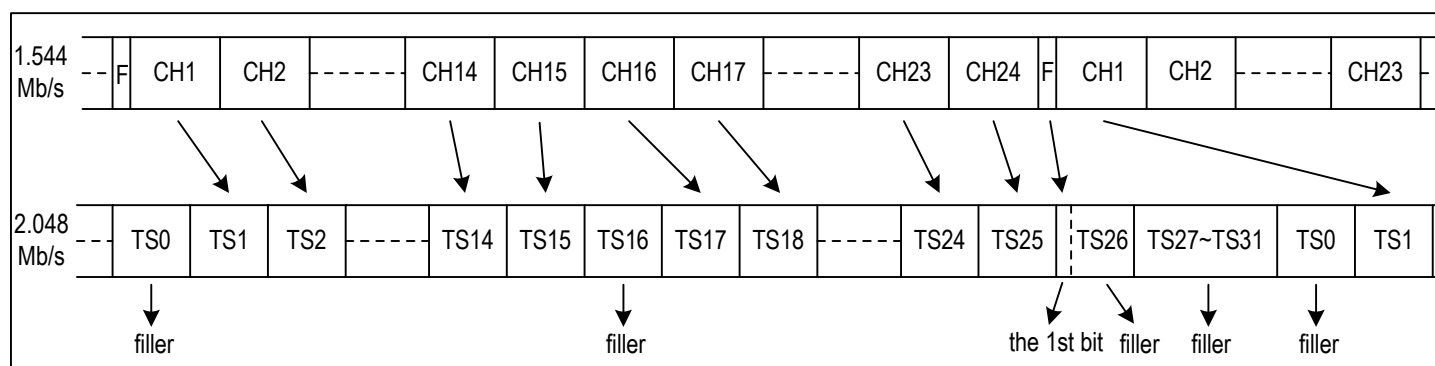 1.544 Mb/s F CH1 CH2 CH14 CH15 CH16 CH17 CH23 CH24 F CH1 CH2 CH23
2.048 Mb/s TS0 TS1 TS2 TS14 TS15 TS16 TS17 TS18 TS24 TS25 TS26 TS27~TS31 TS0 TS1
filler filler the 1st bit filler filler filler